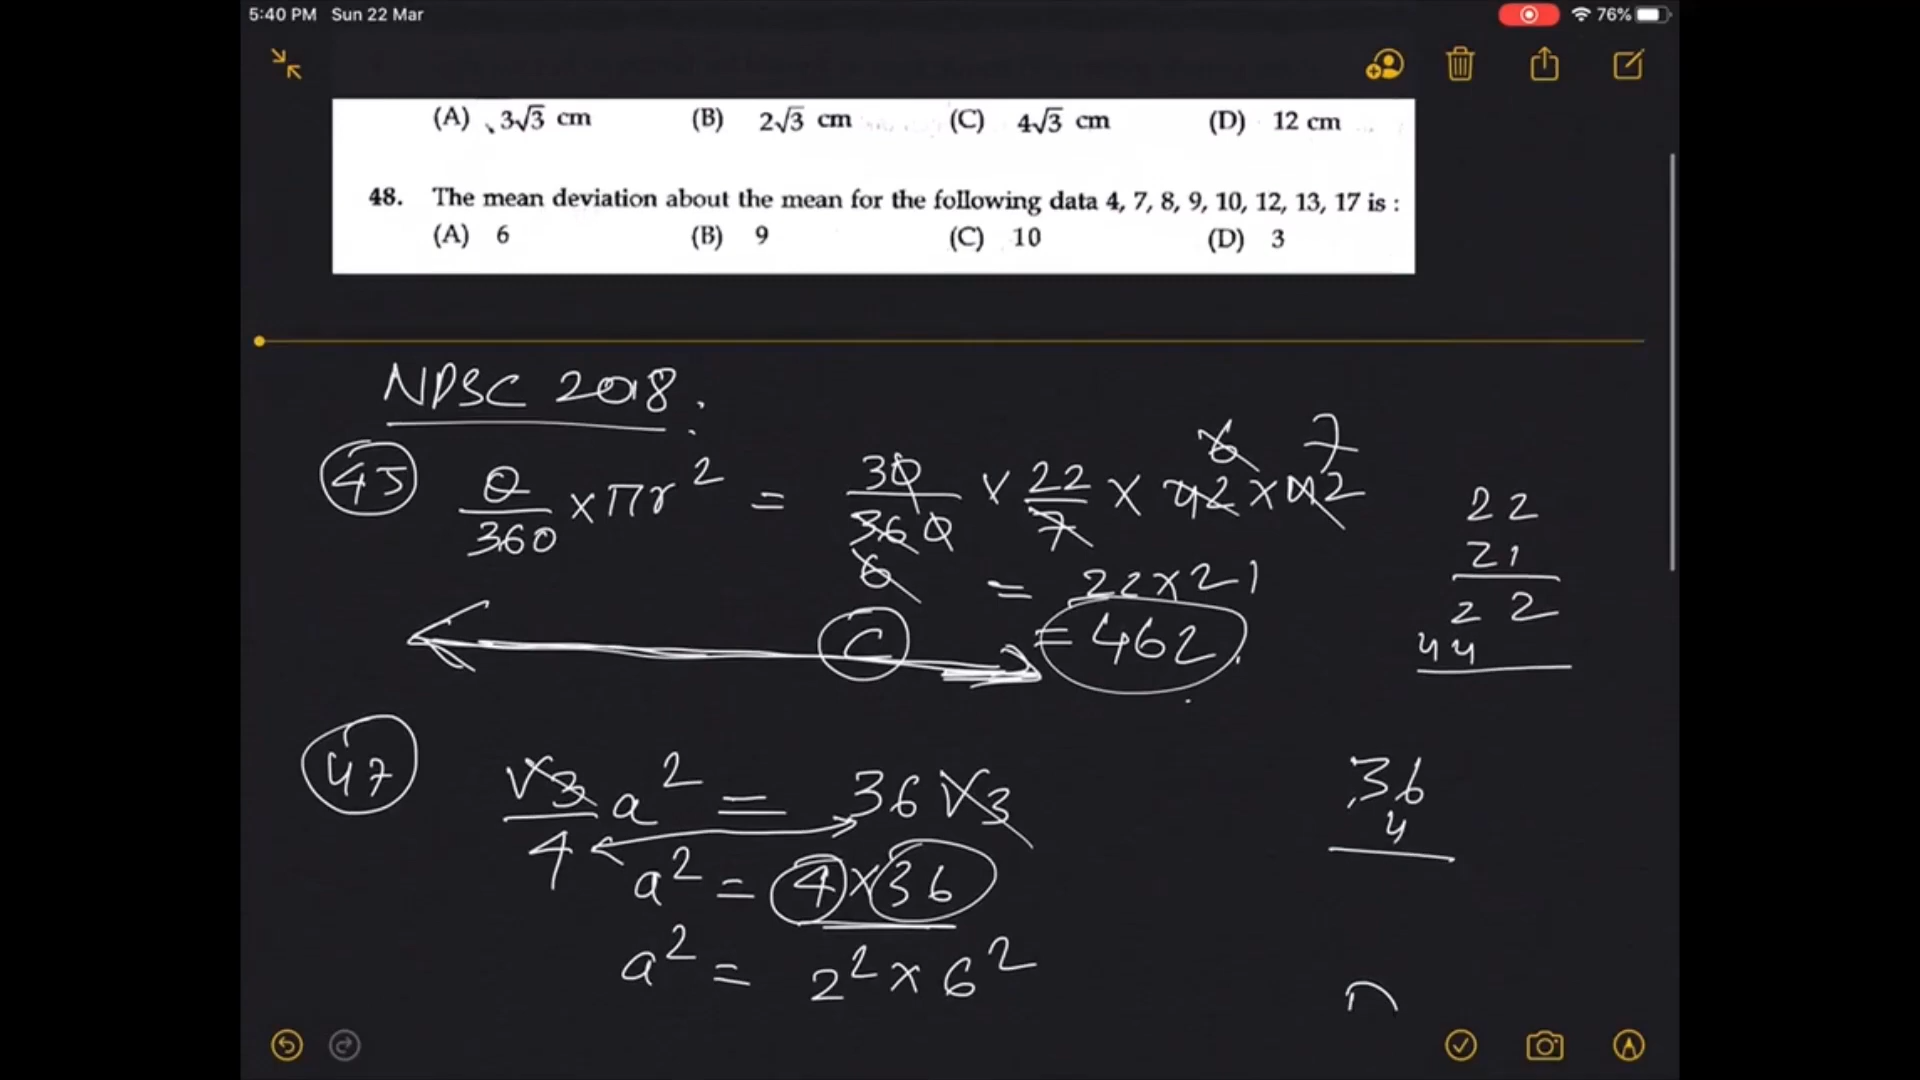 5:40 PM Sun 22 Mar 76%
(A) 3√3 cm (B) 2√3 cm (C) 4√3 cm (D) 12 cm
48. The mean deviation about the mean for the following data 4, 7, 8, 9, 10, 12, 13, 17 is :
(A) 6 (B) 9 (C) 10 (D) 3
NPSC 2018.
6 7
45 θ/360 × πr² = 30/360 × 22/7 × 42 × 42
6
= 22×21
C = 462.
22
21
22
44
47 √3/4 a² = 36√3
a² = 4×36
a² = 2² × 6²
36
4